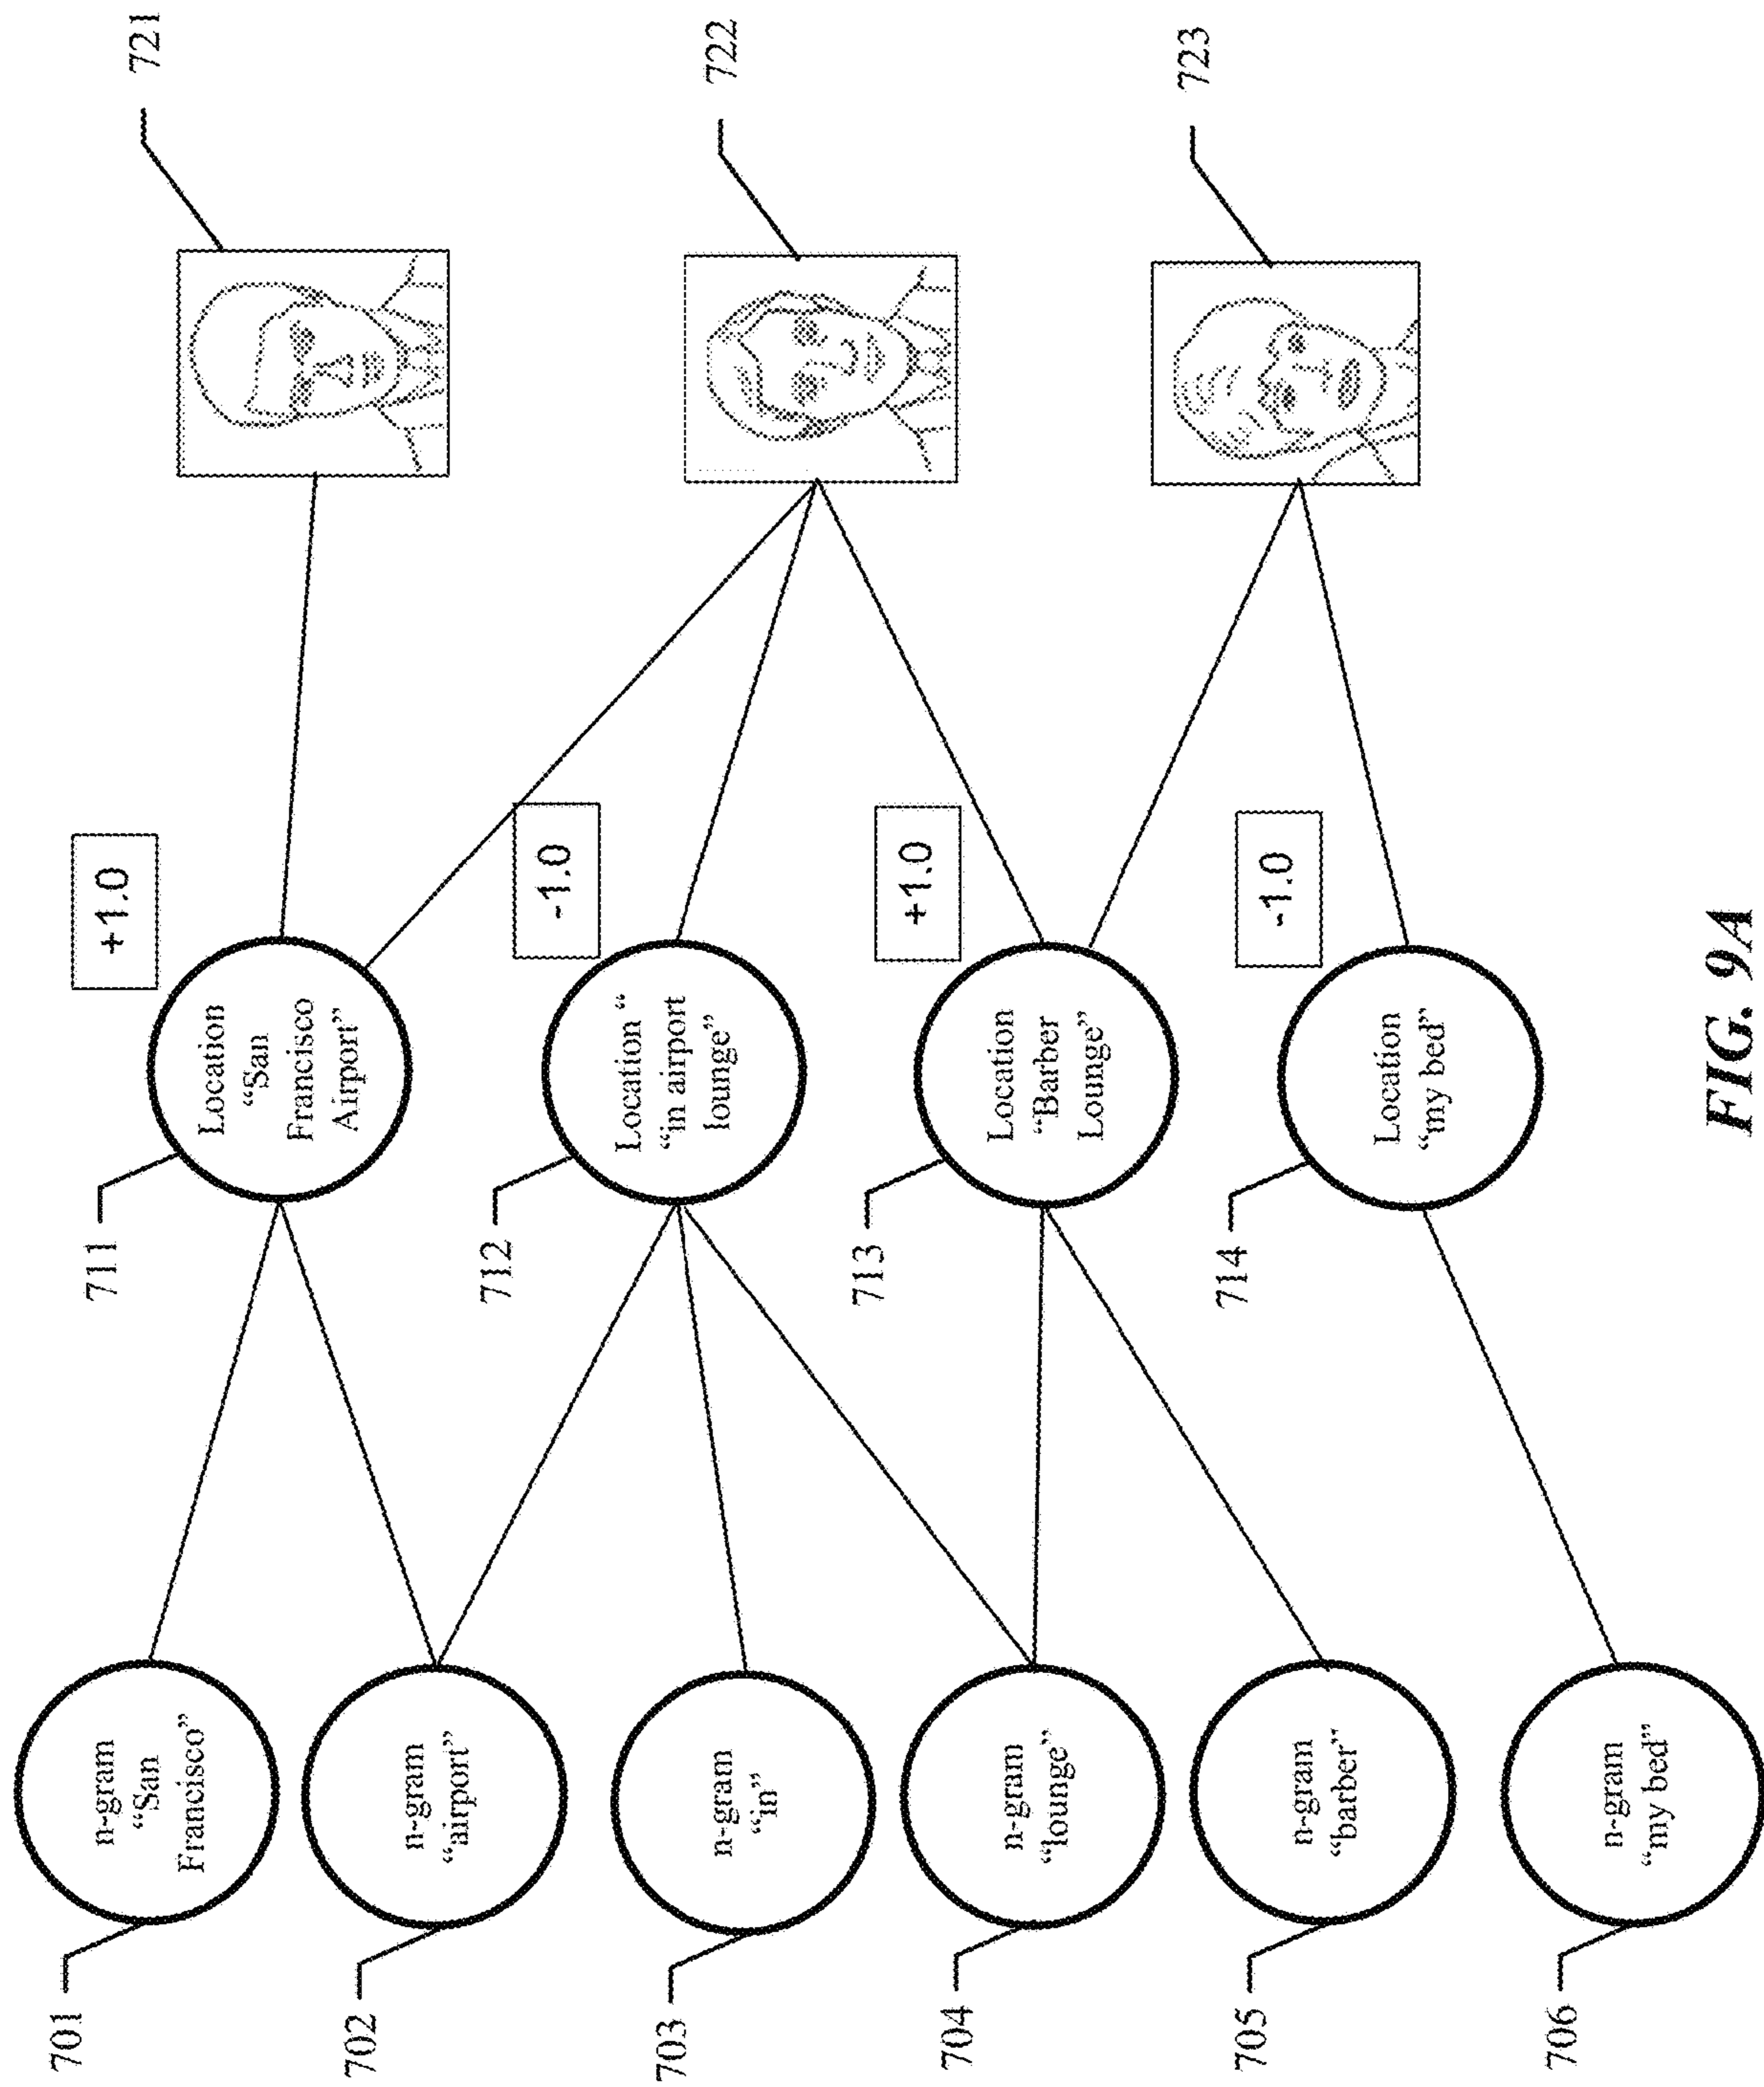 701
n-gram
“San
Francisco”
702
n-gram
“airport”
703
n-gram
“in”
704
n-gram
“lounge”
705
n-gram
“barber”
706
n-gram
“my bed”
711
Location
“San
Francisco
Airport”
+1.0
712
Location “
“in airport
lounge”
-1.0
713
Location
“Barber
Lounge”
+1.0
714
Location
“my bed”
-1.0
721
722
723
FIG. 9A